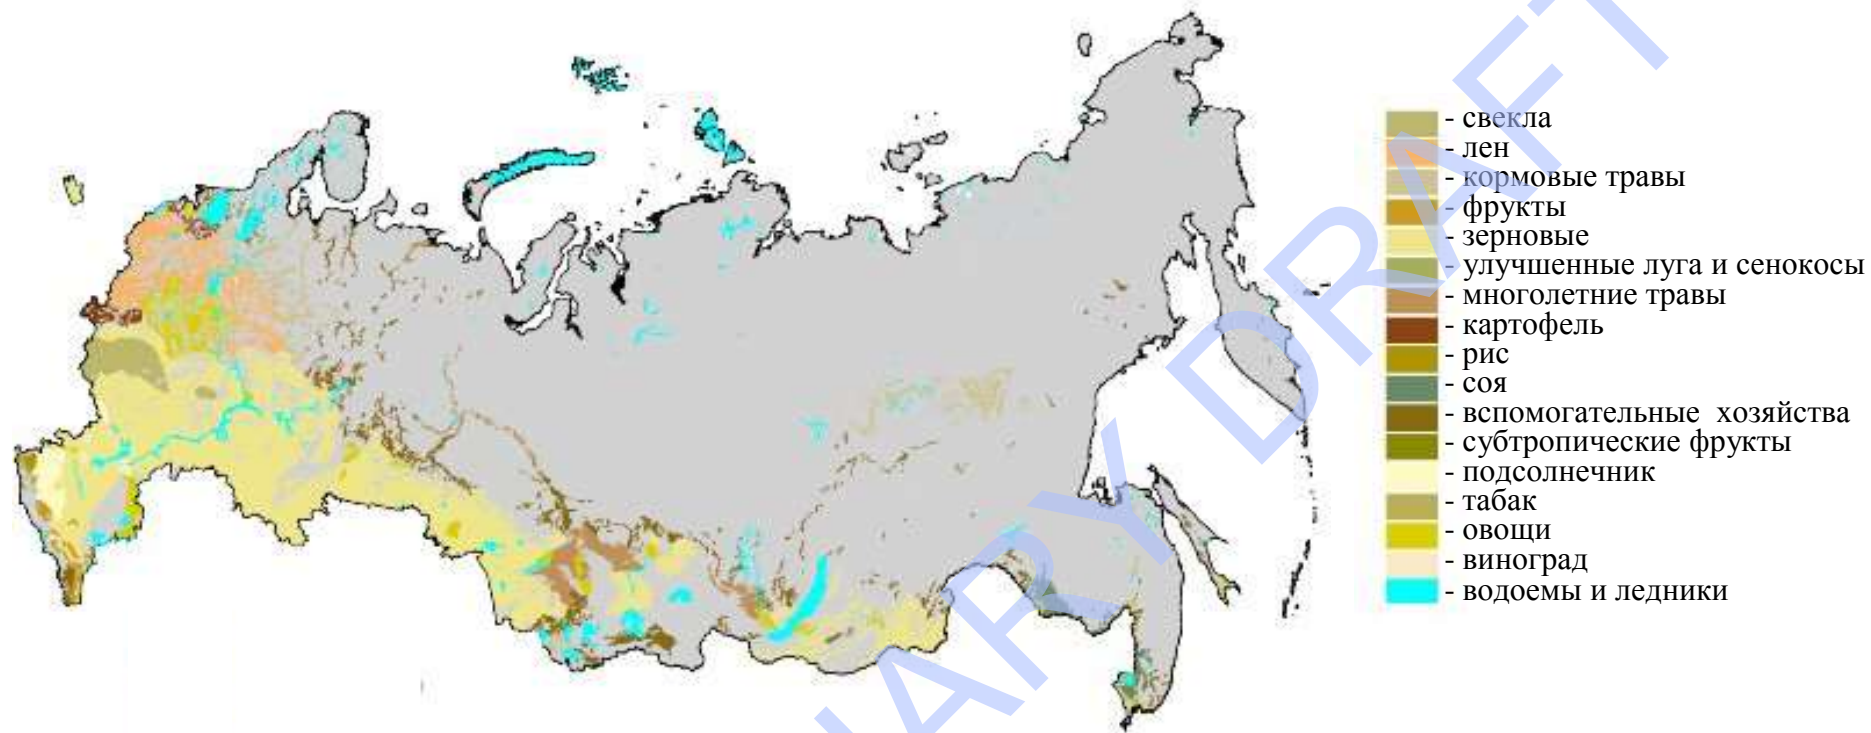 - свекла
- лен
- кормовые травы
- фрукты
- зерновые
- улучшенные луга и сенокосы
- многолетние травы
- картофель
- рис
- соя
- вспомогательные хозяйства
- субтропические фрукты
- подсолнечник
- табак
- овощи
- виноград
- водоемы и ледники
ARY DRAFT